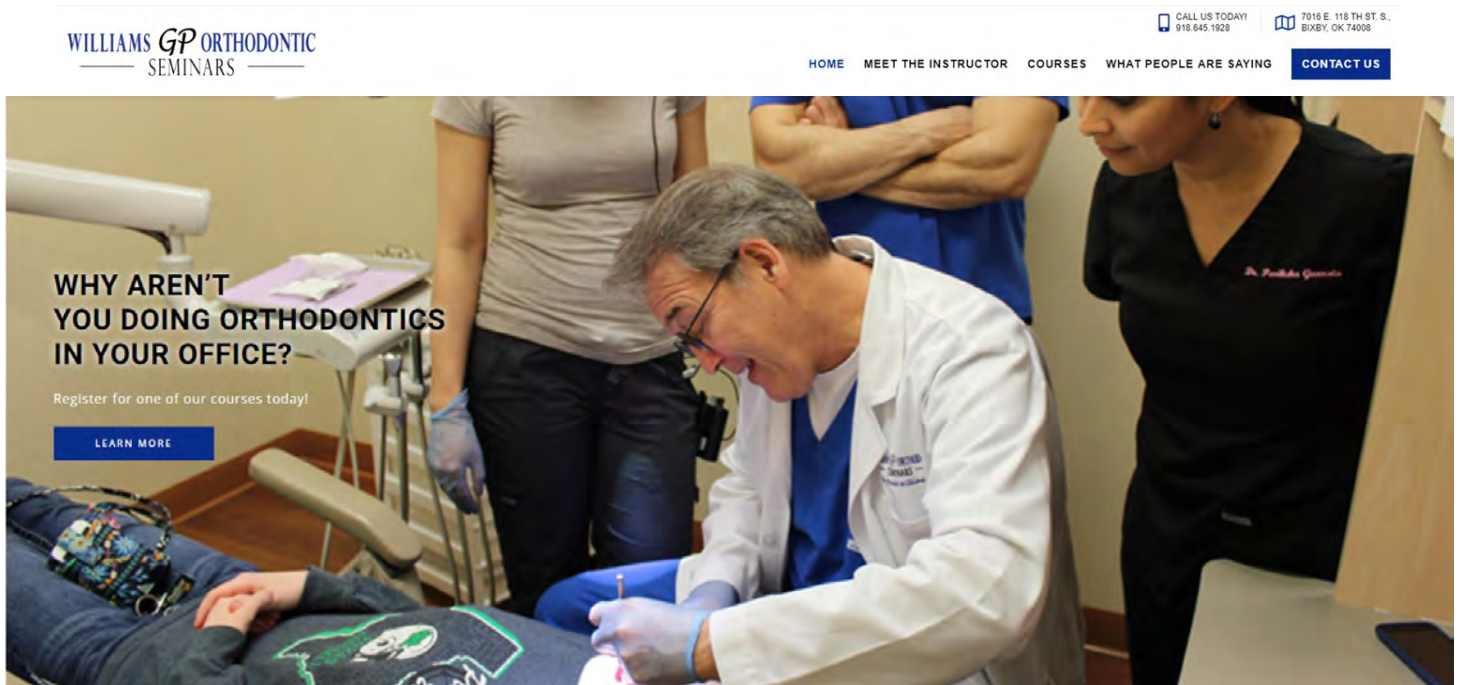 WILLIAMS GP ORTHODONTIC
SEMINARS
CALL US TODAY!
918.645.1928
7016 E. 118 TH ST. S.,
BIXBY, OK 74008
HOME
MEET THE INSTRUCTOR
COURSES
WHAT PEOPLE ARE SAYING
CONTACT US
WHY AREN'T
YOU DOING ORTHODONTICS
IN YOUR OFFICE?
Register for one of our courses today!
LEARN MORE
SEMINARS
Dr.